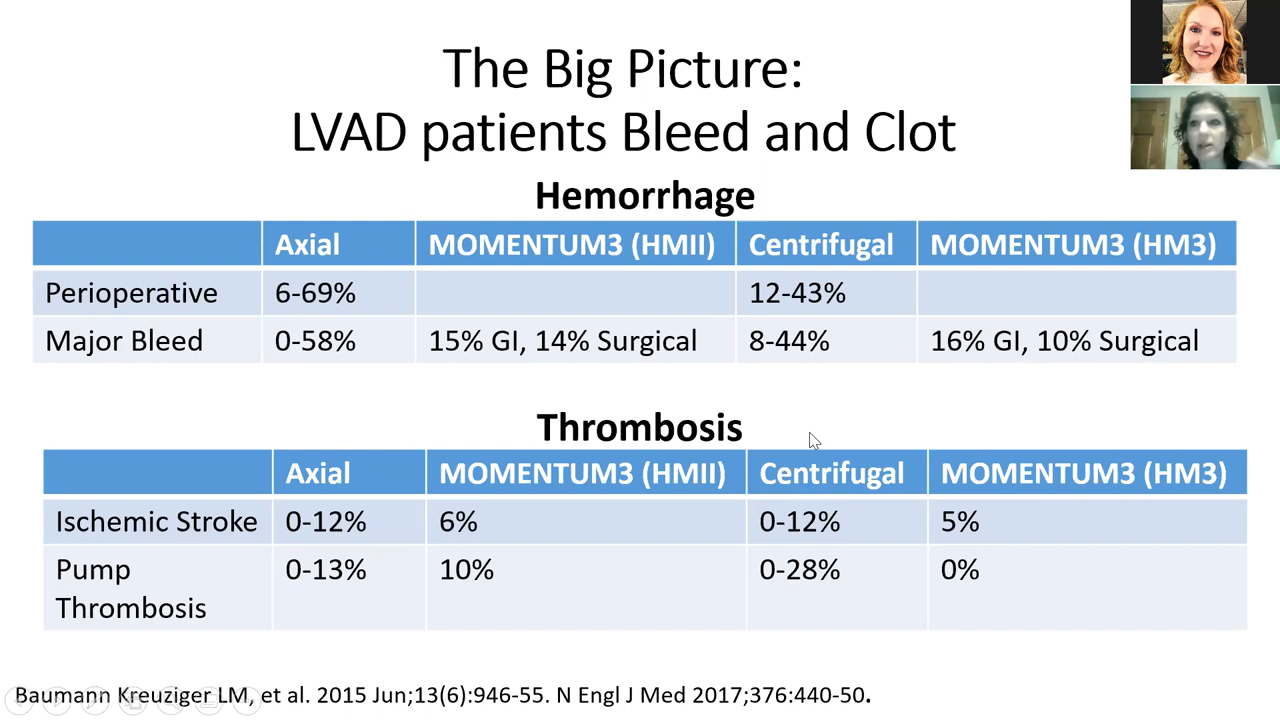 The Big Picture:
LVAD patients Bleed and Clot
Hemorrhage
Axial MOMENTUM3 (HMII) Centrifugal MOMENTUM3 (HM3)
Perioperative 6-69% 12-43%
Major Bleed 0-58% 15% GI, 14% Surgical 8-44% 16% GI, 10% Surgical
Thrombosis
Axial MOMENTUM3 (HMII) Centrifugal MOMENTUM3 (HM3)
Ischemic Stroke 0-12% 6% 0-12% 5%
Pump 0-13% 10% 0-28% 0%
Thrombosis
Baumann Kreuziger LM, et al. 2015 Jun;13(6):946-55. N Engl J Med 2017;376:440-50.